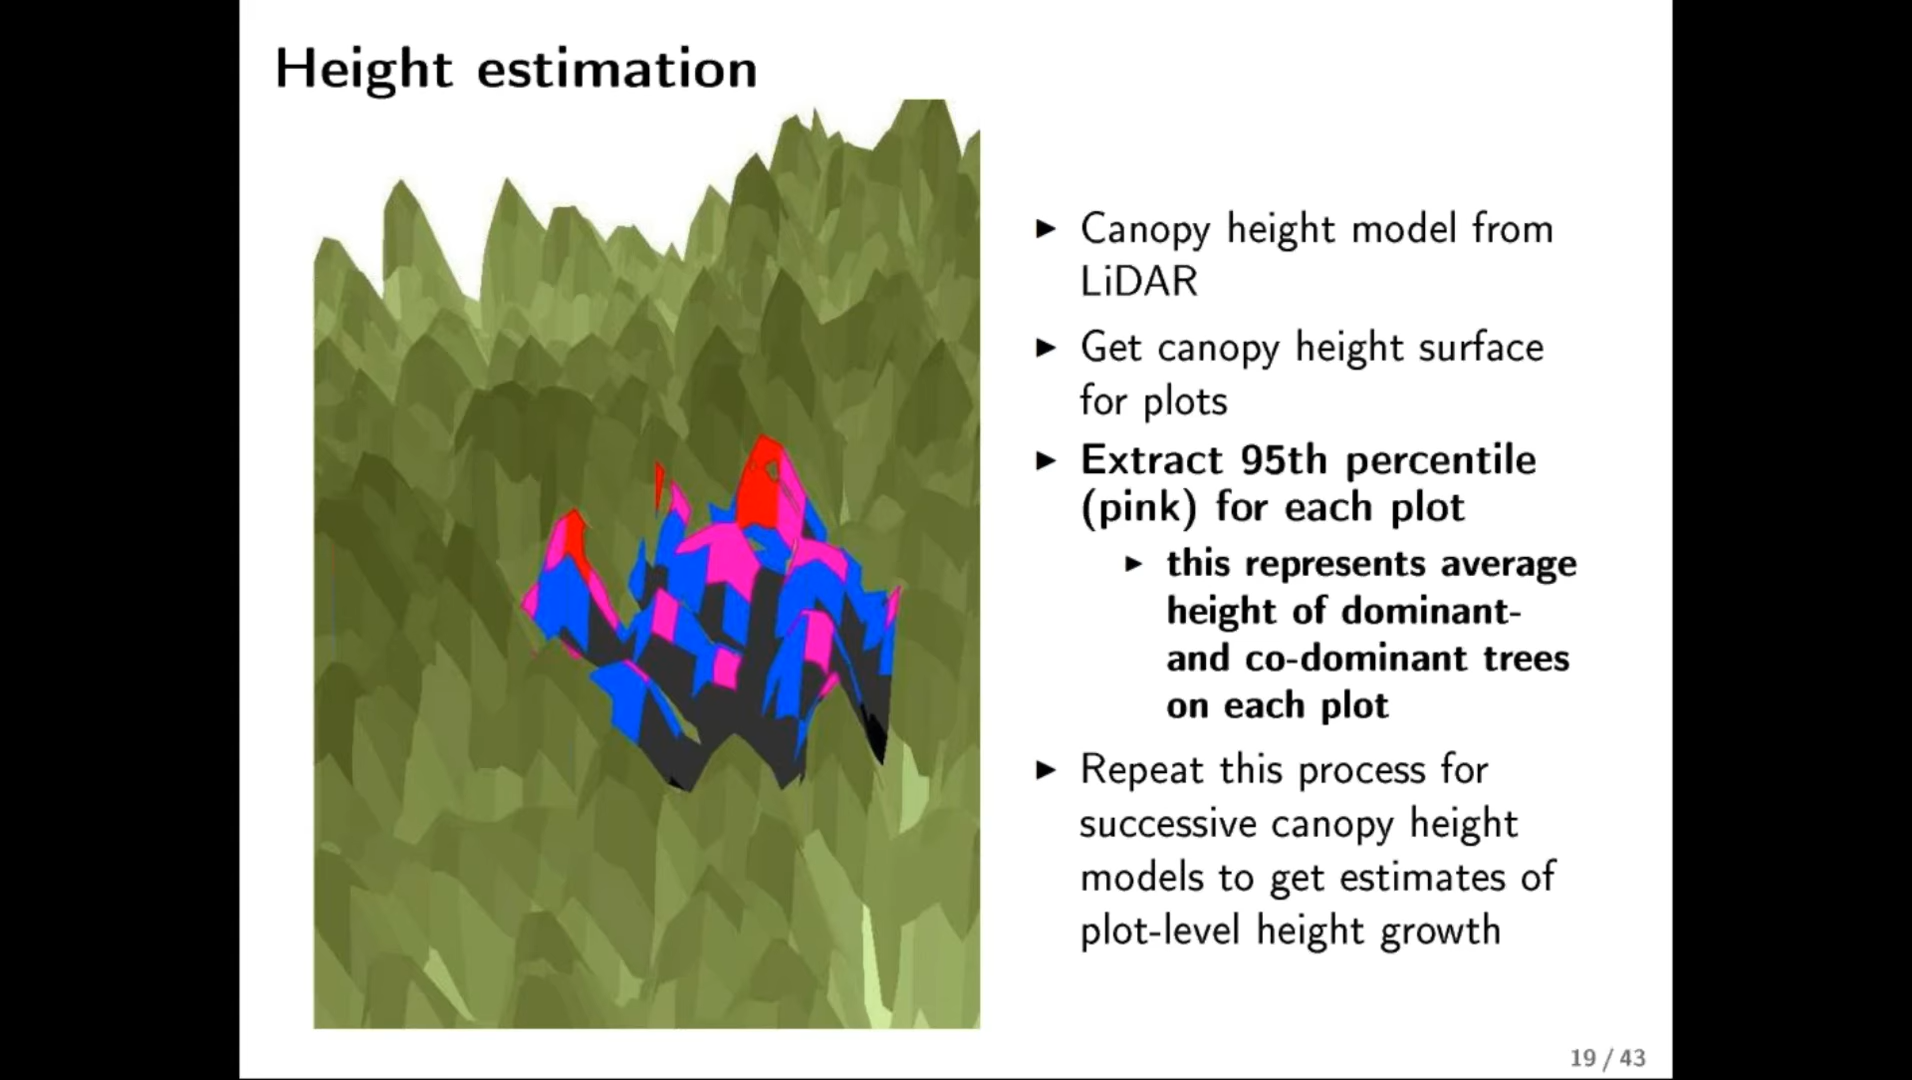 Height estimation
▶ Canopy height model from
LiDAR
▶ Get canopy height surface
for plots
▶ Extract 95th percentile
(pink) for each plot
▶ this represents average
height of dominant-
and co-dominant trees
on each plot
▶ Repeat this process for
successive canopy height
models to get estimates of
plot-level height growth
19 / 43